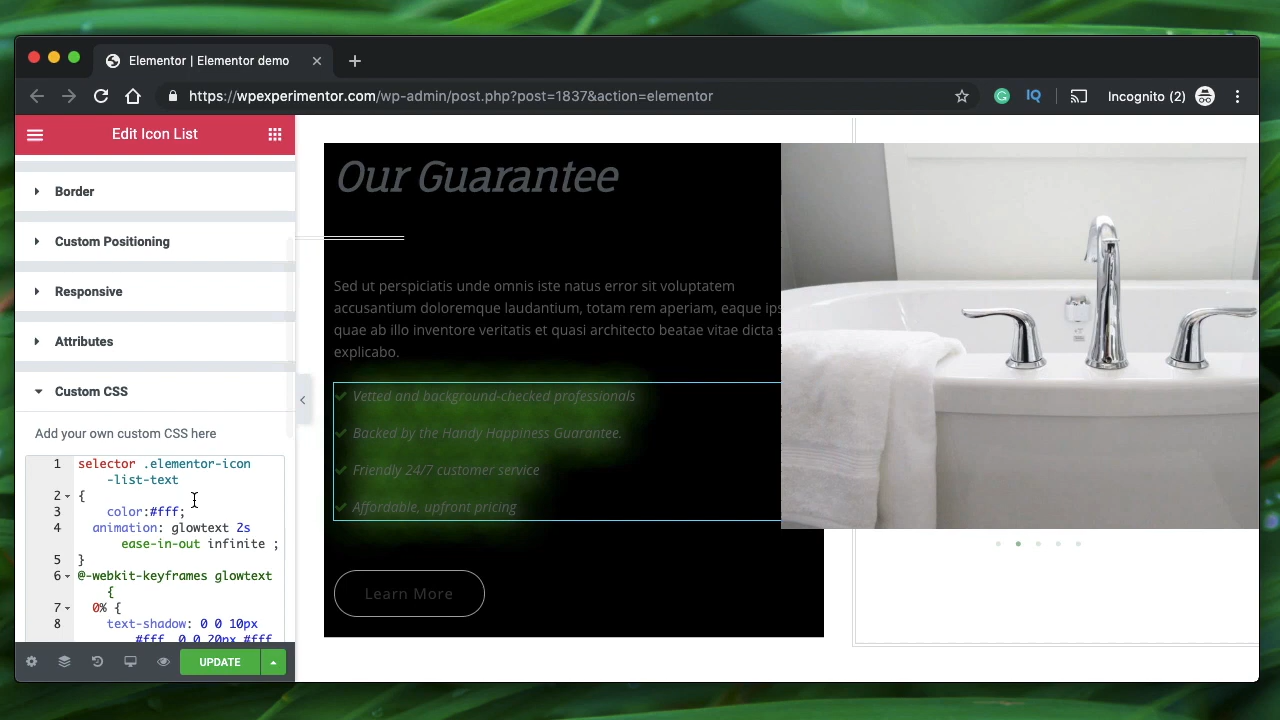 Elementor | Elementor demo
https://wpexperimentor.com/wp-admin/post.php?post=1837&action=elementor
IQ
Incognito (2)
Edit Icon List
Border
Custom Positioning
Responsive
Attributes
Custom CSS
Add your own custom CSS here
1 selector .elementor-icon
-list-text
2 {
3 color:#fff;
4 animation: glowtext 2s
ease-in-out infinite ;
5 }
6 @-webkit-keyframes glowtext
{
7 0% {
8 text-shadow: 0 0 10px
#fff, 0 0 20px #fff
UPDATE
Our Guarantee
Sed ut perspiciatis unde omnis iste natus error sit voluptatem
accusantium doloremque laudantium, totam rem aperiam, eaque ips
quae ab illo inventore veritatis et quasi architecto beatae vitae dicta s
explicabo.
Vetted and background-checked professionals
Backed by the Handy Happiness Guarantee.
Friendly 24/7 customer service
Affordable, upfront pricing
Learn More